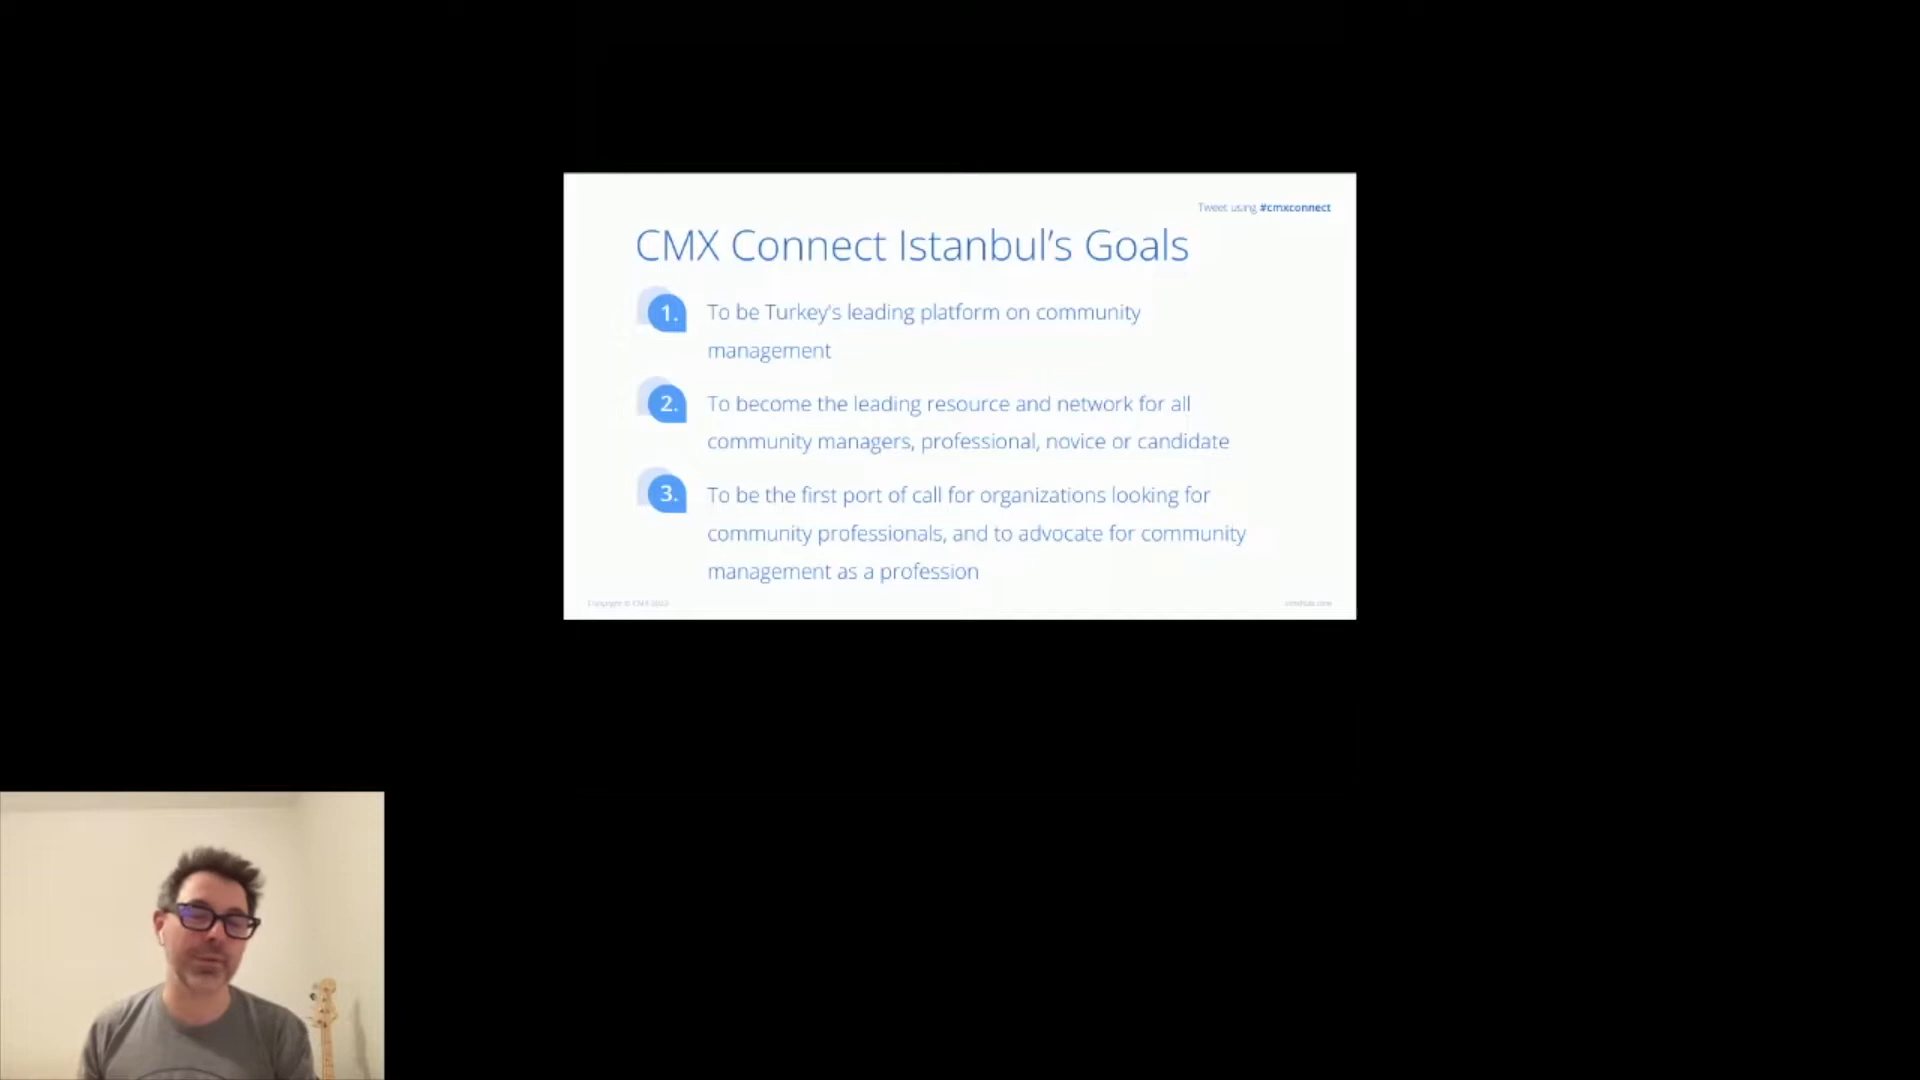 Tweet using #cmxconnect
CMX Connect Istanbul's Goals
1. To be Turkey's leading platform on community
management
2. To become the leading resource and network for all
community managers, professional, novice or candidate
3. To be the first port of call for organizations looking for
community professionals, and to advocate for community
management as a profession
Copyright © CMX